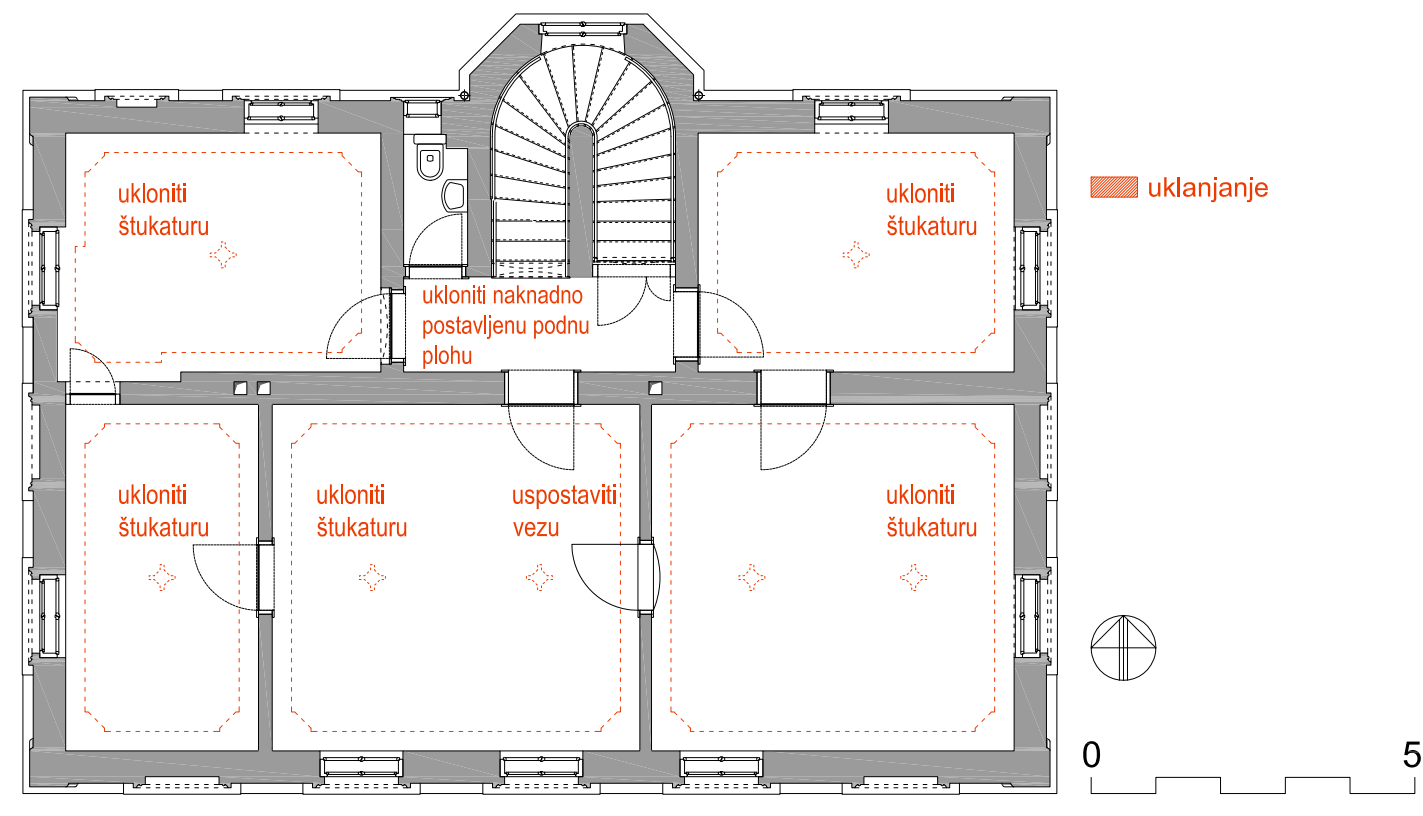 ukloniti
štukaturu
ukloniti
štukaturu
uklanjanje
ukloniti naknadno
postavljenu podnu
plohu
ukloniti
štukaturu
ukloniti
štukaturu
uspostaviti
vezu
ukloniti
štukaturu
0
5